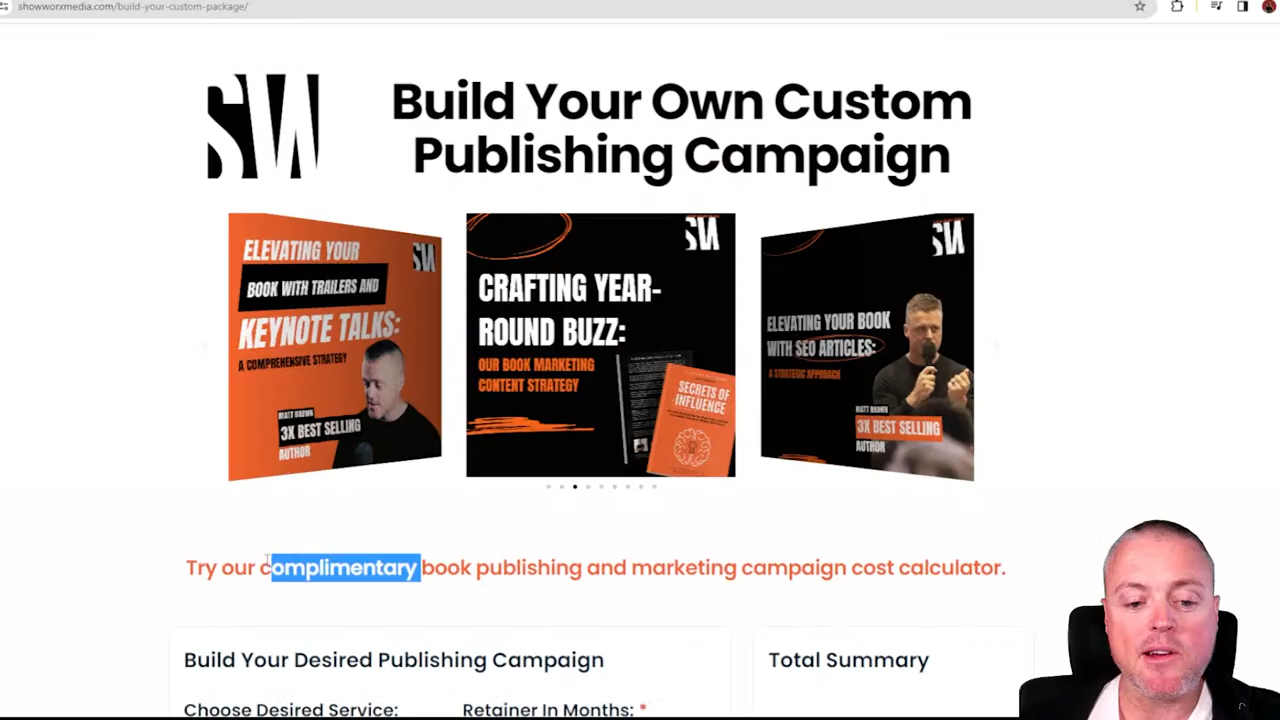 showworxmedia.com/build-your-custom-package/
SW
Build Your Own Custom
Publishing Campaign
ELEVATING YOUR
BOOK WITH TRAILERS AND
KEYNOTE TALKS:
A COMPREHENSIVE STRATEGY
MATT BROWN
3X BEST SELLING
AUTHOR
SW
SW
CRAFTING YEAR-
ROUND BUZZ:
OUR BOOK MARKETING
CONTENT STRATEGY
SECRETS OF
INFLUENCE
SW
ELEVATING YOUR BOOK
WITH SEO ARTICLES:
A STRATEGIC APPROACH
MATT BROWN
3X BEST SELLING
AUTHOR
Try our complimentary book publishing and marketing campaign cost calculator.
Build Your Desired Publishing Campaign
Total Summary
Choose Desired Service:
Retainer In Months: *